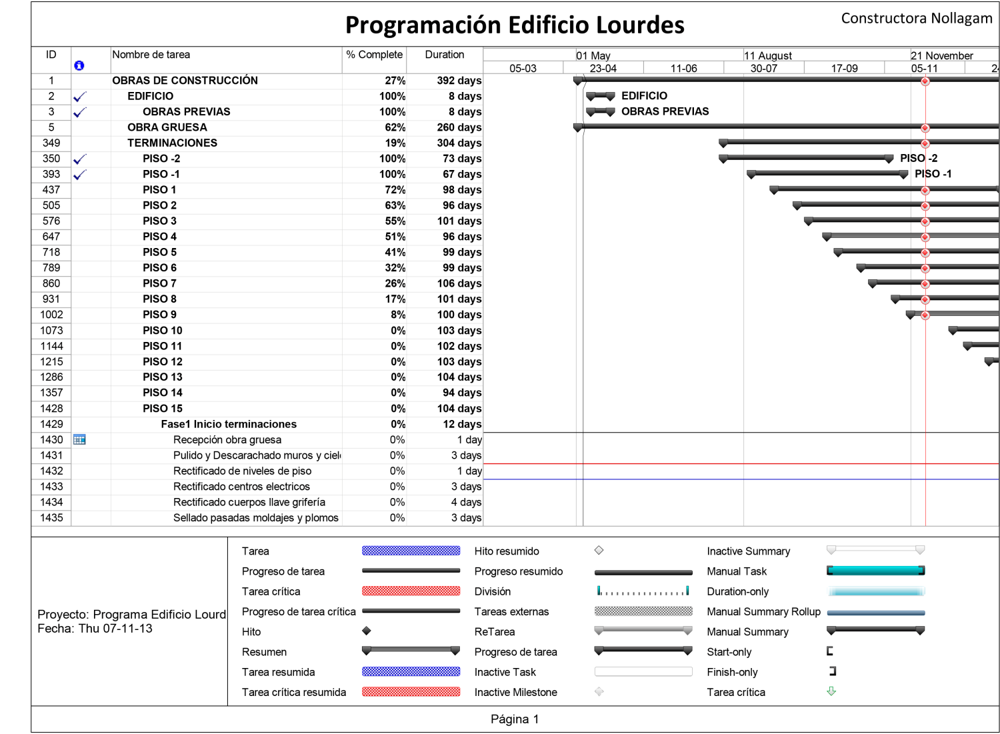 Programación Edificio Lourdes
Constructora Nollagam
ID Nombre de tarea % Complete Duration
01 May 11 August 21 November
05-03 23-04 11-06 30-07 17-09 05-11
1 OBRAS DE CONSTRUCCIÓN 27% 392 days
2 EDIFICIO 100% 8 days EDIFICIO
3 OBRAS PREVIAS 100% 8 days OBRAS PREVIAS
5 OBRA GRUESA 62% 260 days
349 TERMINACIONES 19% 304 days
350 PISO -2 100% 73 days PISO -2
393 PISO -1 100% 67 days PISO -1
437 PISO 1 72% 98 days
505 PISO 2 63% 96 days
576 PISO 3 55% 101 days
647 PISO 4 51% 96 days
718 PISO 5 41% 99 days
789 PISO 6 32% 99 days
860 PISO 7 26% 106 days
931 PISO 8 17% 101 days
1002 PISO 9 8% 100 days
1073 PISO 10 0% 103 days
1144 PISO 11 0% 102 days
1215 PISO 12 0% 103 days
1286 PISO 13 0% 104 days
1357 PISO 14 0% 94 days
1428 PISO 15 0% 104 days
1429 Fase1 Inicio terminaciones 0% 12 days
1430 Recepción obra gruesa 0% 1 day
1431 Pulido y Descarachado muros y 0% 3 days
1432 Rectificado de niveles de piso 0% 1 day
1433 Rectificado centros electricos 0% 3 days
1434 Rectificado cuerpos llave grifería 0% 4 days
1435 Sellado pasadas moldajes y plomos 0% 3 days
Proyecto: Programa Edificio Lourd
Fecha: Thu 07-11-13
Tarea
Progreso de tarea
Tarea crítica
Progreso de tarea crítica
Hito
Resumen
Tarea resumida
Tarea crítica resumida
Hito resumido
Progreso resumido
División
Tareas externas
ReTarea
Progreso de tarea
Inactive Task
Inactive Milestone
Inactive Summary
Manual Task
Duration-only
Manual Summary Rollup
Manual Summary
Start-only
Finish-only
Tarea crítica
Página 1